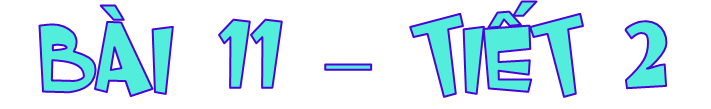 BÀI 11 – TIẾT 2